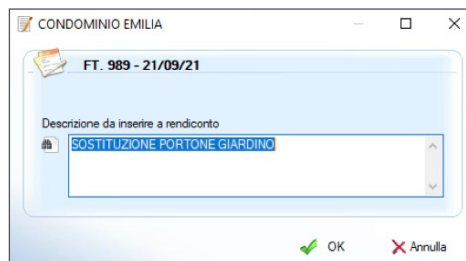 CONDOMINIO EMILIA
FT. 989 - 21/09/21
Descrizione da inserire a rendiconto
SOSTITUZIONE PORTONE GIARDINO
OK
Annulla